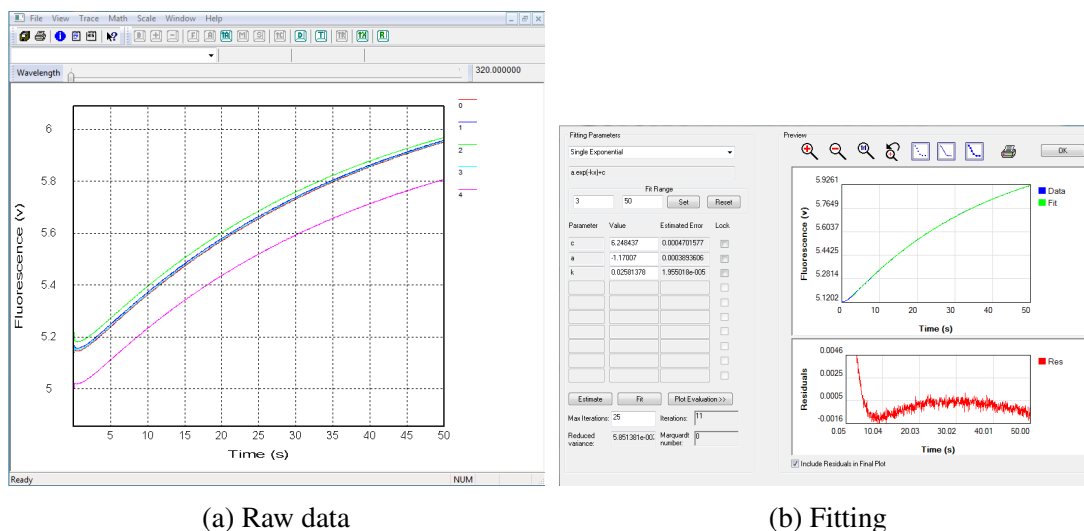 File View Trace Math Scale Window Help
Wavelength
320.000000
0
1
2
3
4
Fluorescence (v)
6
5.8
5.6
5.4
5.2
5
5 10 15 20 25 30 35 40 45 50
Time (s)
Ready NUM
(a) Raw data
Fitting Parameters
Single Exponential
a.exp(-kx)+c
Fit Range
3 50 Set Reset
Parameter Value Estimated Error Lock
c 6.248437 0.0004701577
a -1.17007 0.0003893606
k 0.02581378 1.955018e-005
Estimate Fit Plot Evaluation >>
Max Iterations: 25 Iterations: 11
Reduced variance: 5.851381e-00 Marquardt number: 0
Preview
OK
5.9261
5.7649
5.6037
5.4425
5.2814
5.1202
Fluorescence (v)
0 10 20 30 40 50
Time (s)
Data
Fit
0.0046
0.0025
0.0005
-0.0016
Residuals
0.05 10.04 20.03 30.02 40.01 50.00
Time (s)
Res
Include Residuals in Final Plot
(b) Fitting